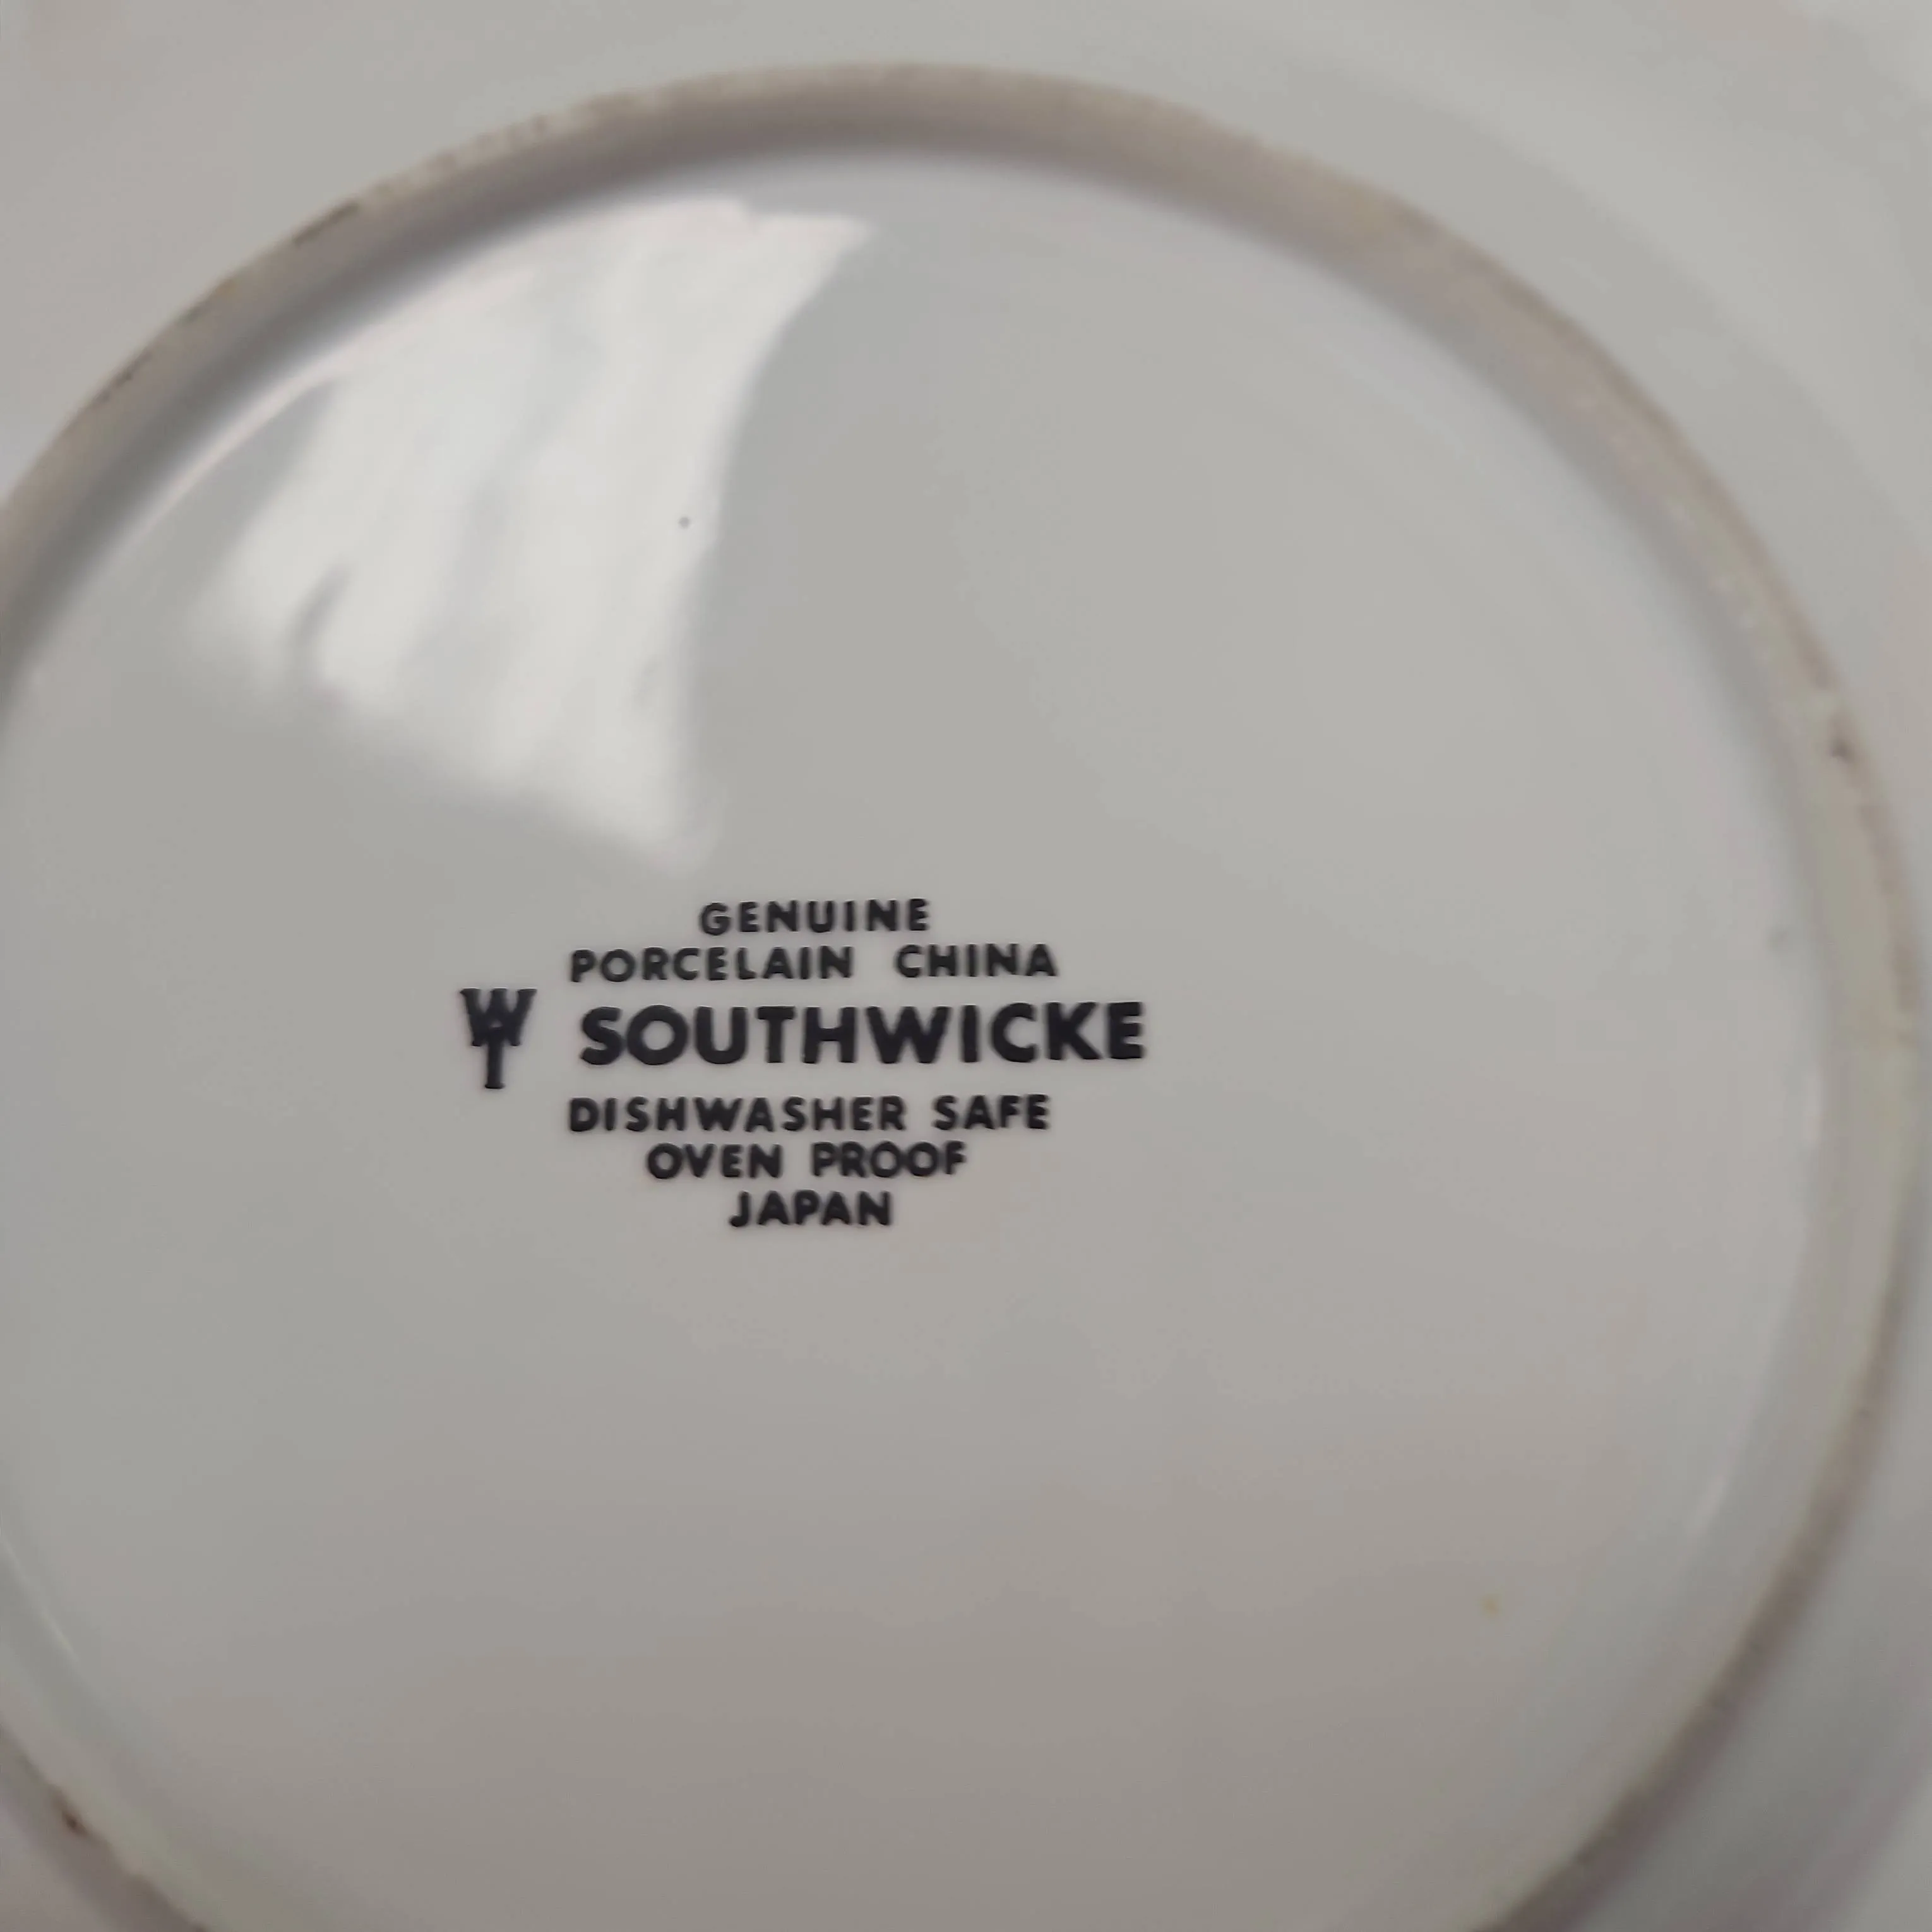 GENUINE
PORCELAIN CHINA
SOUTHWICKE
DISHWASHER SAFE
OVEN PROOF
JAPAN